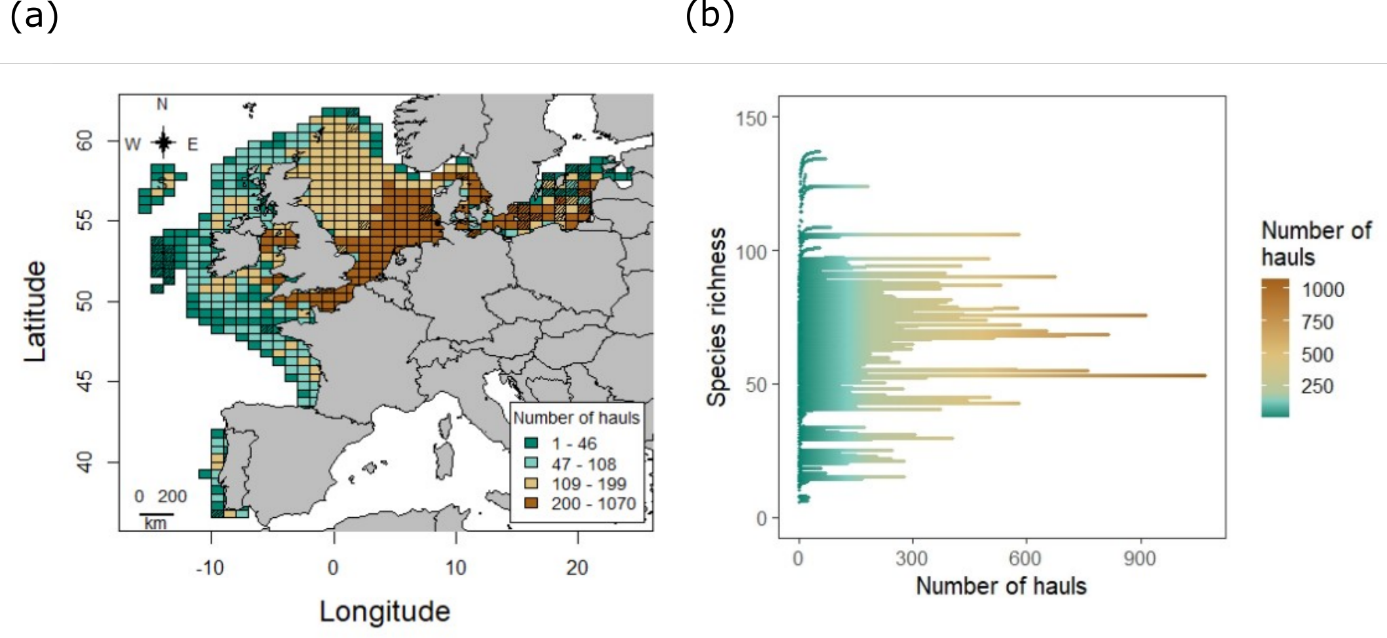 (a)
(b)
N
W E
S
60
55
50
45
40
Latitude
0 200
km
Number of hauls
1 - 46
47 - 108
109 - 199
200 - 1070
-10 0 10 20
Longitude
150
100
50
0
Species richness
0 300 600 900
Number of hauls
Number of
hauls
1000
750
500
250